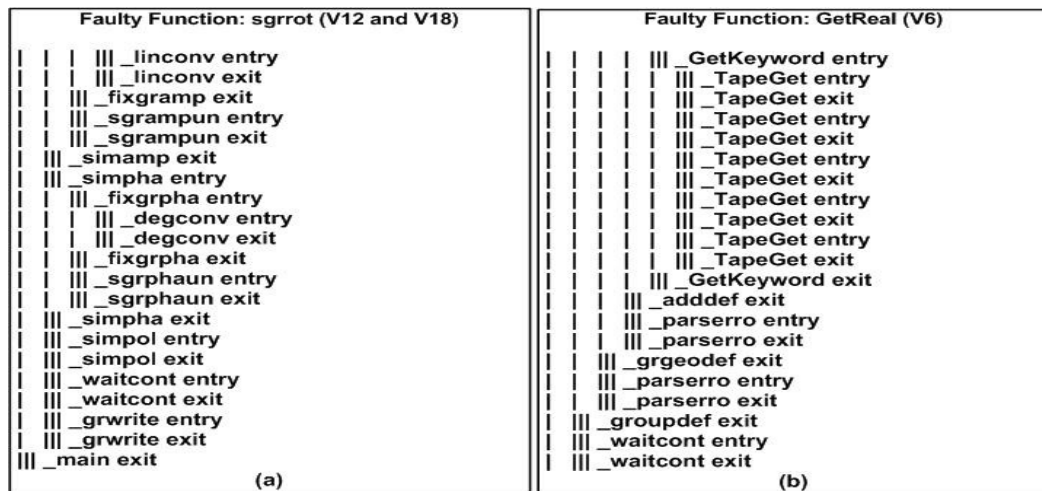 Faulty Function: sgrrot (V12 and V18)
| | | ||| _linconv entry
| | | ||| _linconv exit
| | ||| _fixgramp exit
| | ||| _sgrampun entry
| | ||| _sgrampun exit
| ||| _simamp exit
| ||| _simpha entry
| | ||| _fixgrpha entry
| | | ||| _degconv entry
| | | ||| _degconv exit
| | ||| _fixgrpha exit
| | ||| _sgrphaun entry
| | ||| _sgrphaun exit
| ||| _simpha exit
| ||| _simpol entry
| ||| _simpol exit
| ||| _waitcont entry
| ||| _waitcont exit
| ||| _grwrite entry
| ||| _grwrite exit
||| _main exit
(a)
Faulty Function: GetReal (V6)
| | | | ||| _GetKeyword entry
| | | | | ||| _TapeGet entry
| | | | | ||| _TapeGet exit
| | | | | ||| _TapeGet entry
| | | | | ||| _TapeGet exit
| | | | | ||| _TapeGet entry
| | | | | ||| _TapeGet exit
| | | | | ||| _TapeGet entry
| | | | | ||| _TapeGet exit
| | | | | ||| _TapeGet entry
| | | | | ||| _TapeGet exit
| | | | ||| _GetKeyword exit
| | | ||| _adddef exit
| | | ||| _parserro entry
| | | ||| _parserro exit
| | ||| _grgeodef exit
| | ||| _parserro entry
| | ||| _parserro exit
| ||| _groupdef exit
| ||| _waitcont entry
| ||| _waitcont exit
(b)